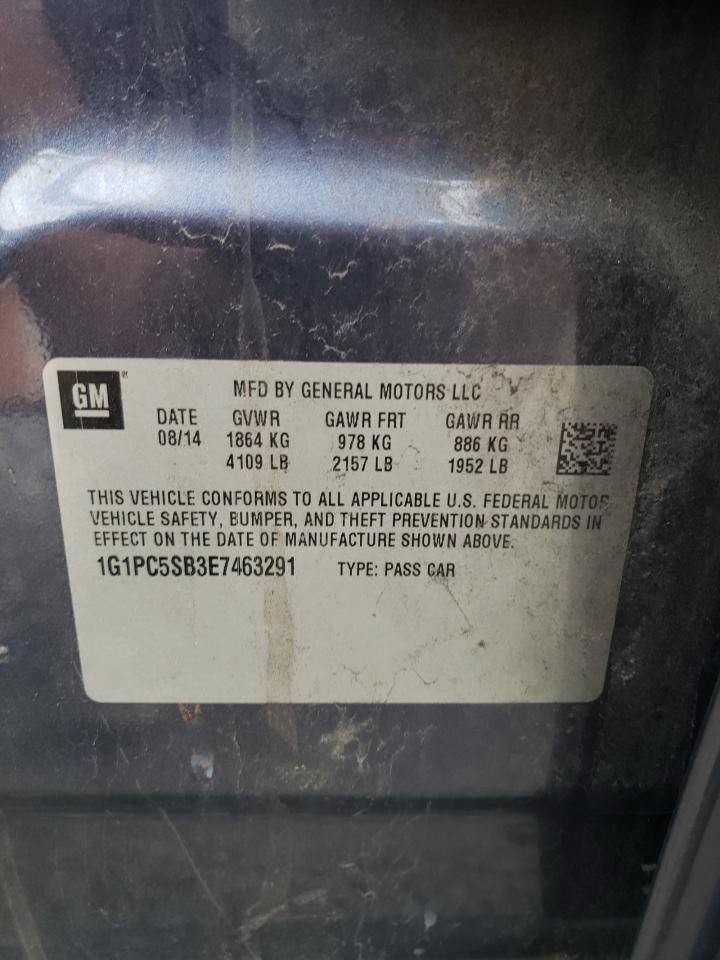 GM
MFD BY GENERAL MOTORS LLC
DATE GVWR GAWR FRT GAWR RR
08/14 1864 KG 978 KG 886 KG
4109 LB 2157 LB 1952 LB
THIS VEHICLE CONFORMS TO ALL APPLICABLE U.S. FEDERAL MOTOR
VEHICLE SAFETY, BUMPER, AND THEFT PREVENTION STANDARDS IN
EFFECT ON THE DATE OF MANUFACTURE SHOWN ABOVE.
1G1PC5SB3E7463291 TYPE: PASS CAR